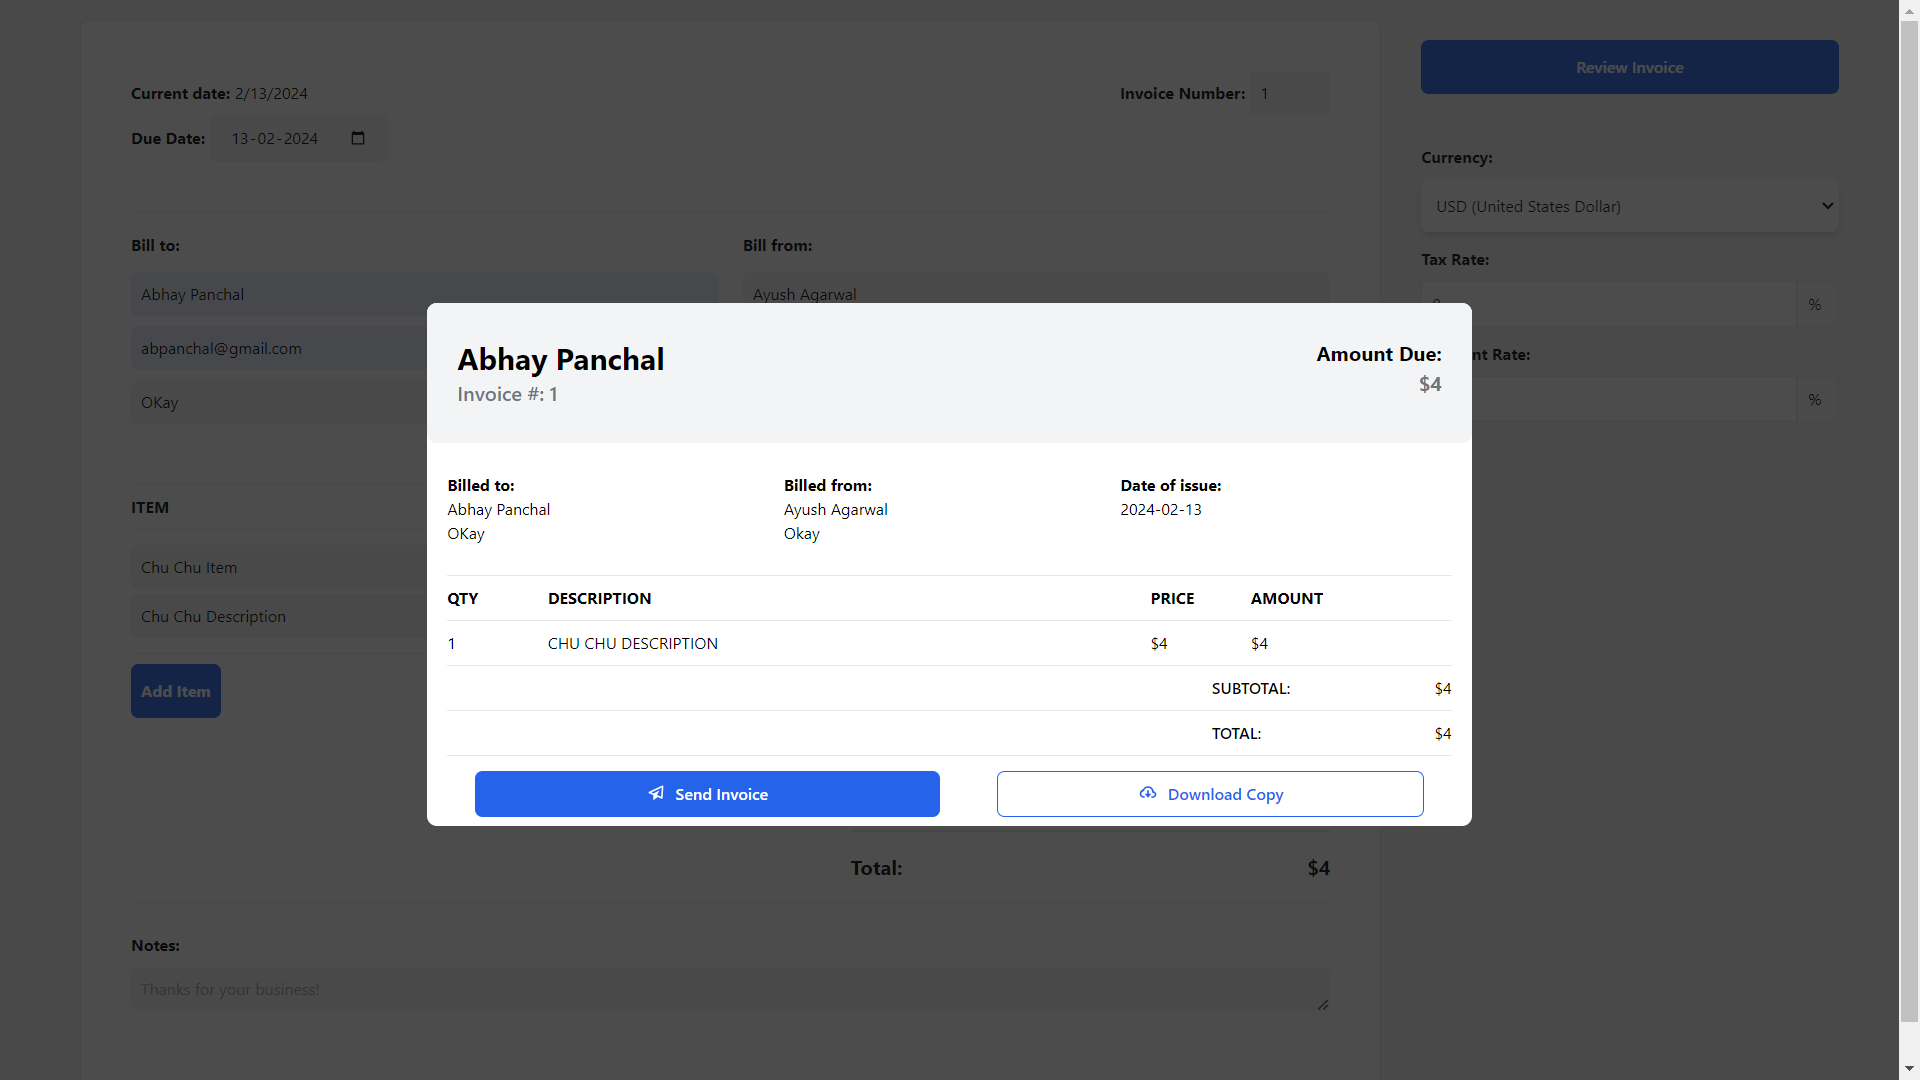 Current date: 2/13/2024
Invoice Number: 1
Review Invoice
Due Date: 13-02-2024
Currency:
USD (United States Dollar)
Bill to:
Bill from:
Tax Rate:
Abhay Panchal
Ayush Agarwal
%
abpanchal@gmail.com
nt Rate:
OKay
%
Abhay Panchal
Invoice #: 1
Amount Due:
$4
Billed to:
Abhay Panchal
OKay
Billed from:
Ayush Agarwal
Okay
Date of issue:
2024-02-13
QTY DESCRIPTION PRICE AMOUNT
1 CHU CHU DESCRIPTION $4 $4
SUBTOTAL: $4
TOTAL: $4
Send Invoice
Download Copy
ITEM
Chu Chu Item
Chu Chu Description
Add Item
Total: $4
Notes:
Thanks for your business!